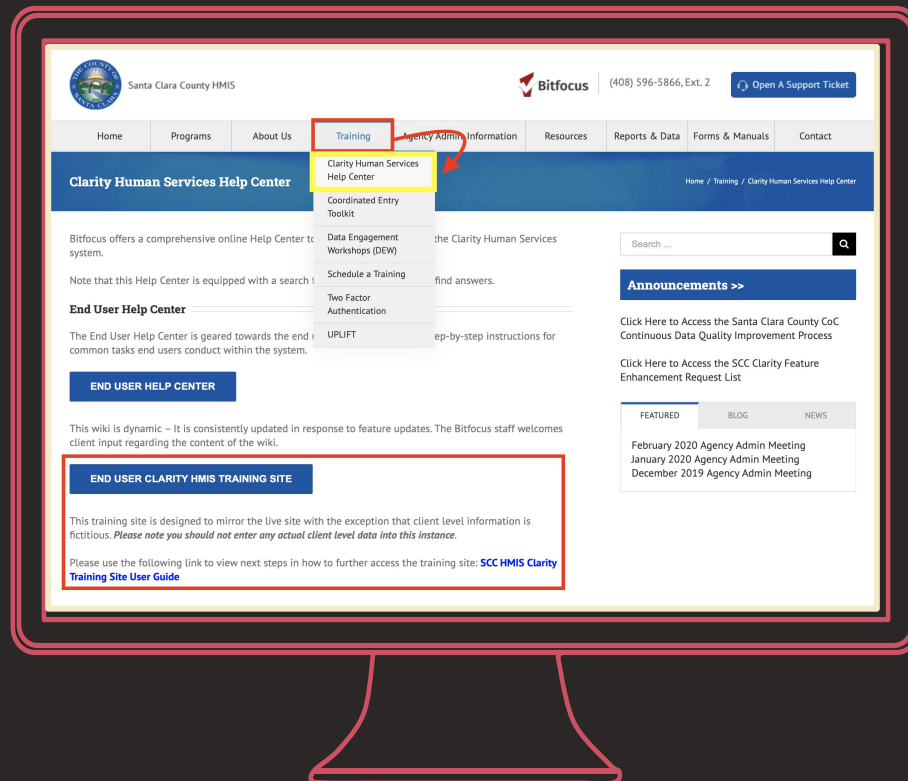 THE COUNTY OF
SANTA CLARA
Santa Clara County HMIS
Bitfocus
(408) 596-5866, Ext. 2
Open A Support Ticket
Home
Programs
About Us
Training
Agency Admin Information
Resources
Reports & Data
Forms & Manuals
Contact
Clarity Human Services Help Center
Home / Training / Clarity Human Services Help Center
Clarity Human Services
Help Center
Coordinated Entry
Toolkit
Data Engagement
Workshops (DEW)
Schedule a Training
Two Factor
Authentication
UPLIFT
Bitfocus offers a comprehensive online Help Center to the Clarity Human Services
system.
Note that this Help Center is equipped with a search find answers.
End User Help Center
The End User Help Center is geared towards the end ep-by-step instructions for
common tasks end users conduct within the system.
END USER HELP CENTER
This wiki is dynamic – It is consistently updated in response to feature updates. The Bitfocus staff welcomes
client input regarding the content of the wiki.
END USER CLARITY HMIS TRAINING SITE
This training site is designed to mirror the live site with the exception that client level information is
fictitious. Please note you should not enter any actual client level data into this instance.
Please use the following link to view next steps in how to further access the training site: SCC HMIS Clarity
Training Site User Guide
Search ...
Announcements >>
Click Here to Access the Santa Clara County CoC
Continuous Data Quality Improvement Process
Click Here to Access the SCC Clarity Feature
Enhancement Request List
FEATURED
BLOG
NEWS
February 2020 Agency Admin Meeting
January 2020 Agency Admin Meeting
December 2019 Agency Admin Meeting